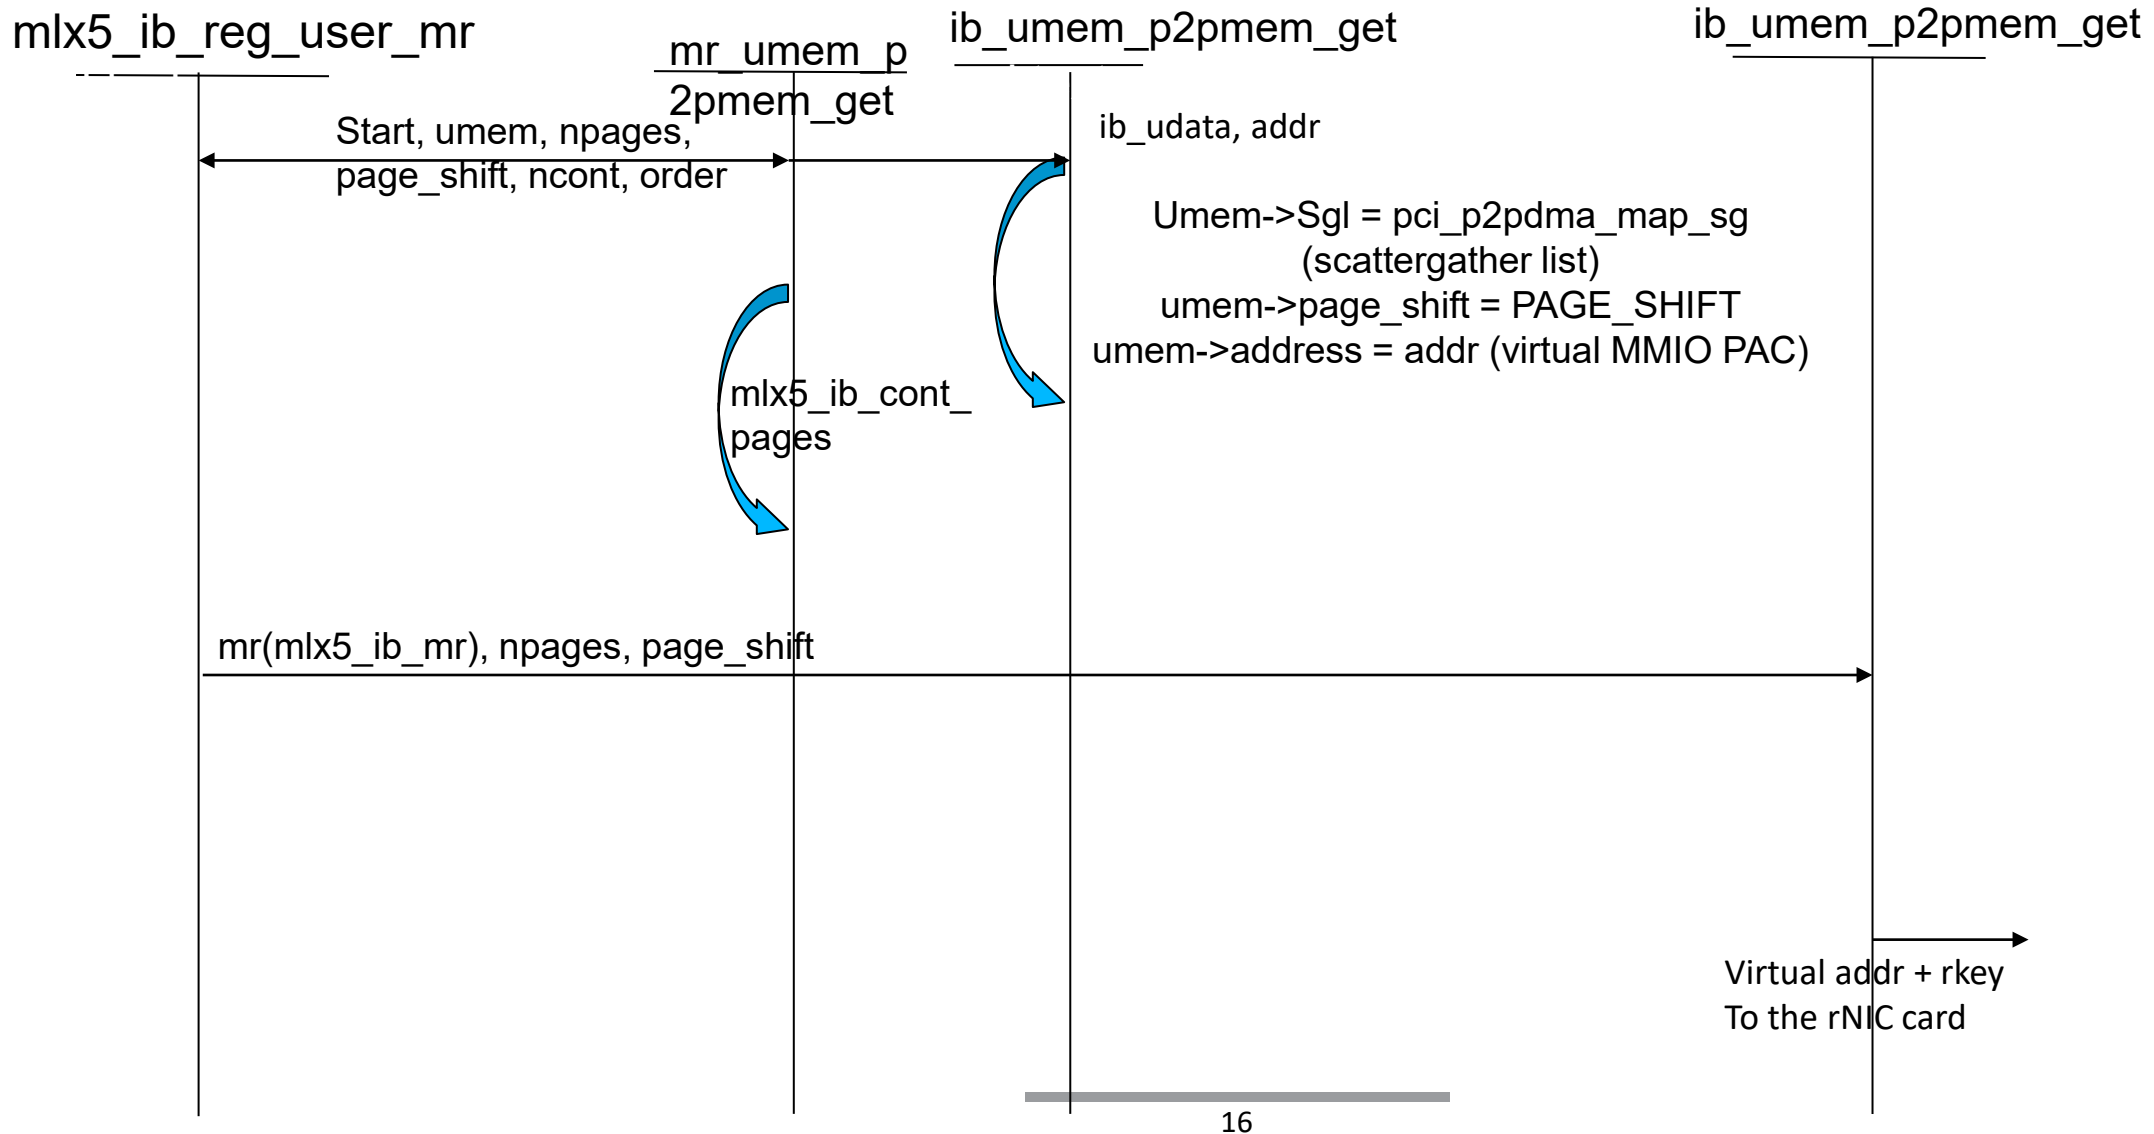 mlx5_ib_reg_user_mr
mr_umem_p
2pmem_get
ib_umem_p2pmem_get
ib_umem_p2pmem_get
Start, umem, npages,
page_shift, ncont, order
ib_udata, addr
Umem->Sgl = pci_p2pdma_map_sg
(scattergather list)
umem->page_shift = PAGE_SHIFT
umem->address = addr (virtual MMIO PAC)
mlx5_ib_cont_
pages
mr(mlx5_ib_mr), npages, page_shift
Virtual addr + rkey
To the rNIC card
16